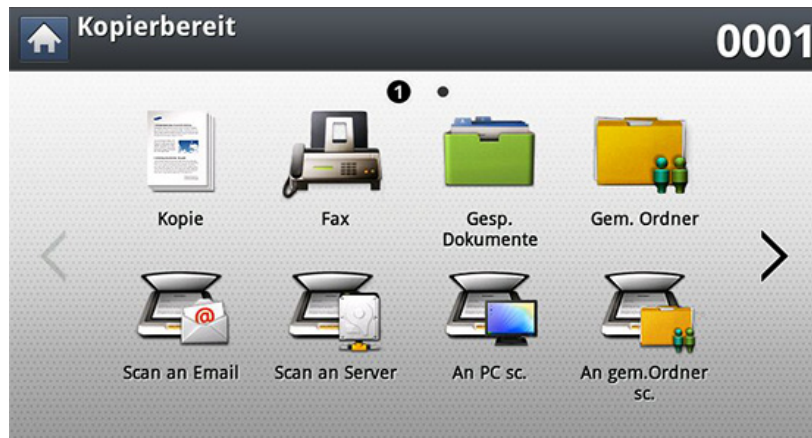 Kopierbereit
0001
1
Kopie
Fax
Gesp.
Dokumente
Gem. Ordner
Scan an Email
Scan an Server
An PC sc.
An gem.Ordner
sc.